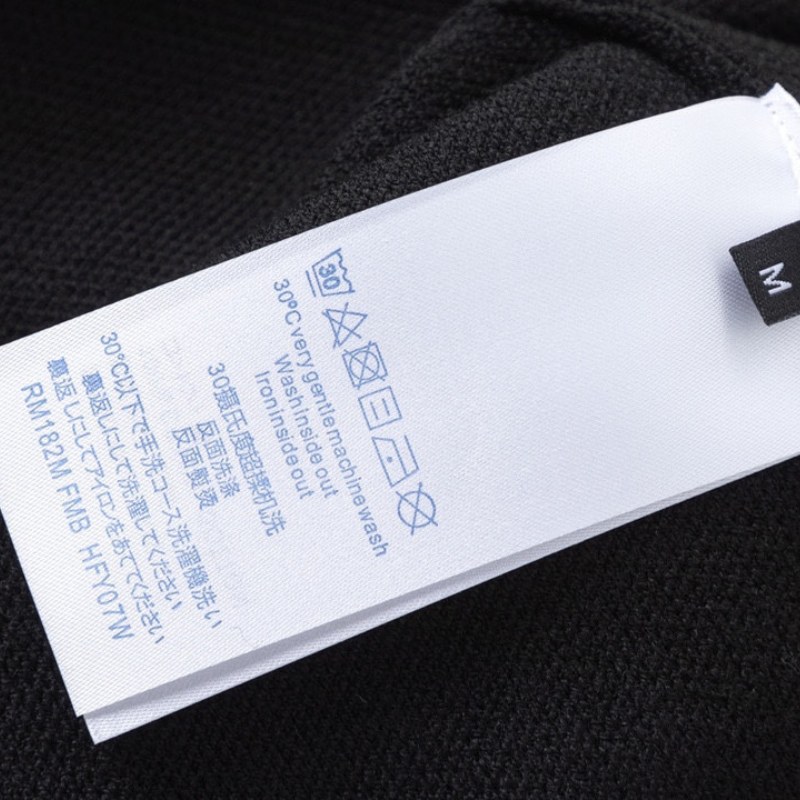 30
30°C very gentle machine wash
Wash inside out
Iron inside out
30摄氏度超揉机洗
反面洗涤
反面熨烫
30°C以下で手洗コース洗濯機洗い
裏返しにして洗濯してください
裏返しにしてアイロンをあててください
RM182M FMB HFY07W
M